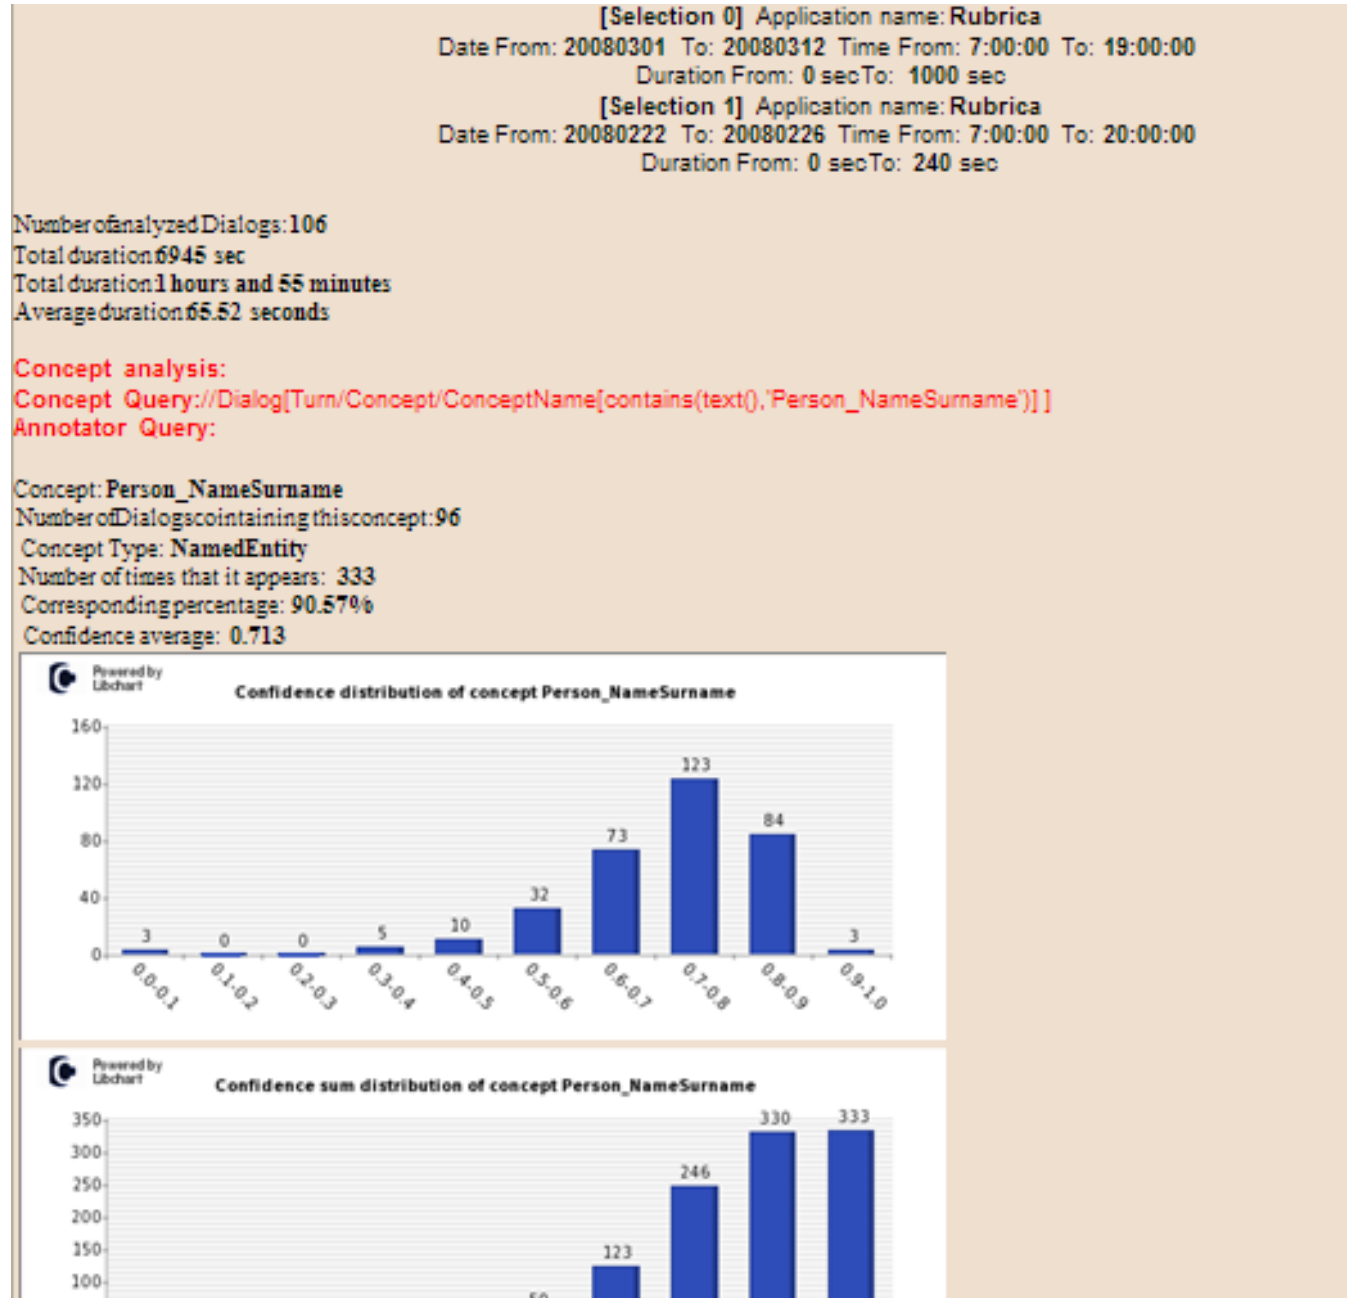 [Selection 0] Application name: Rubrica
Date From: 20080301 To: 20080312 Time From: 7:00:00 To: 19:00:00
Duration From: 0 sec To: 1000 sec
[Selection 1] Application name: Rubrica
Date From: 20080222 To: 20080226 Time From: 7:00:00 To: 20:00:00
Duration From: 0 sec To: 240 sec
Number of analyzed Dialogs: 106
Total duration: 6945 sec
Total duration: 1 hours and 55 minutes
Average duration: 65.52 seconds
Concept analysis:
Concept Query: //Dialog[Turn/Concept/ConceptName[contains(text(),'Person_NameSurname')] ]
Annotator Query:
Concept: Person_NameSurname
Number of Dialogs cointaining this concept: 96
Concept Type: NamedEntity
Number of times that it appears: 333
Corresponding percentage: 90.57%
Confidence average: 0.713
Powered by
Libchart
Confidence distribution of concept Person_NameSurname
160
123
120
84
80
73
40
32
10
5
3
0
0
3
0
0.0-0.1
0.1-0.2
0.2-0.3
0.3-0.4
0.4-0.5
0.5-0.6
0.6-0.7
0.7-0.8
0.8-0.9
0.9-1.0
Powered by
Libchart
Confidence sum distribution of concept Person_NameSurname
350
330
333
300
250
246
200
150
123
100